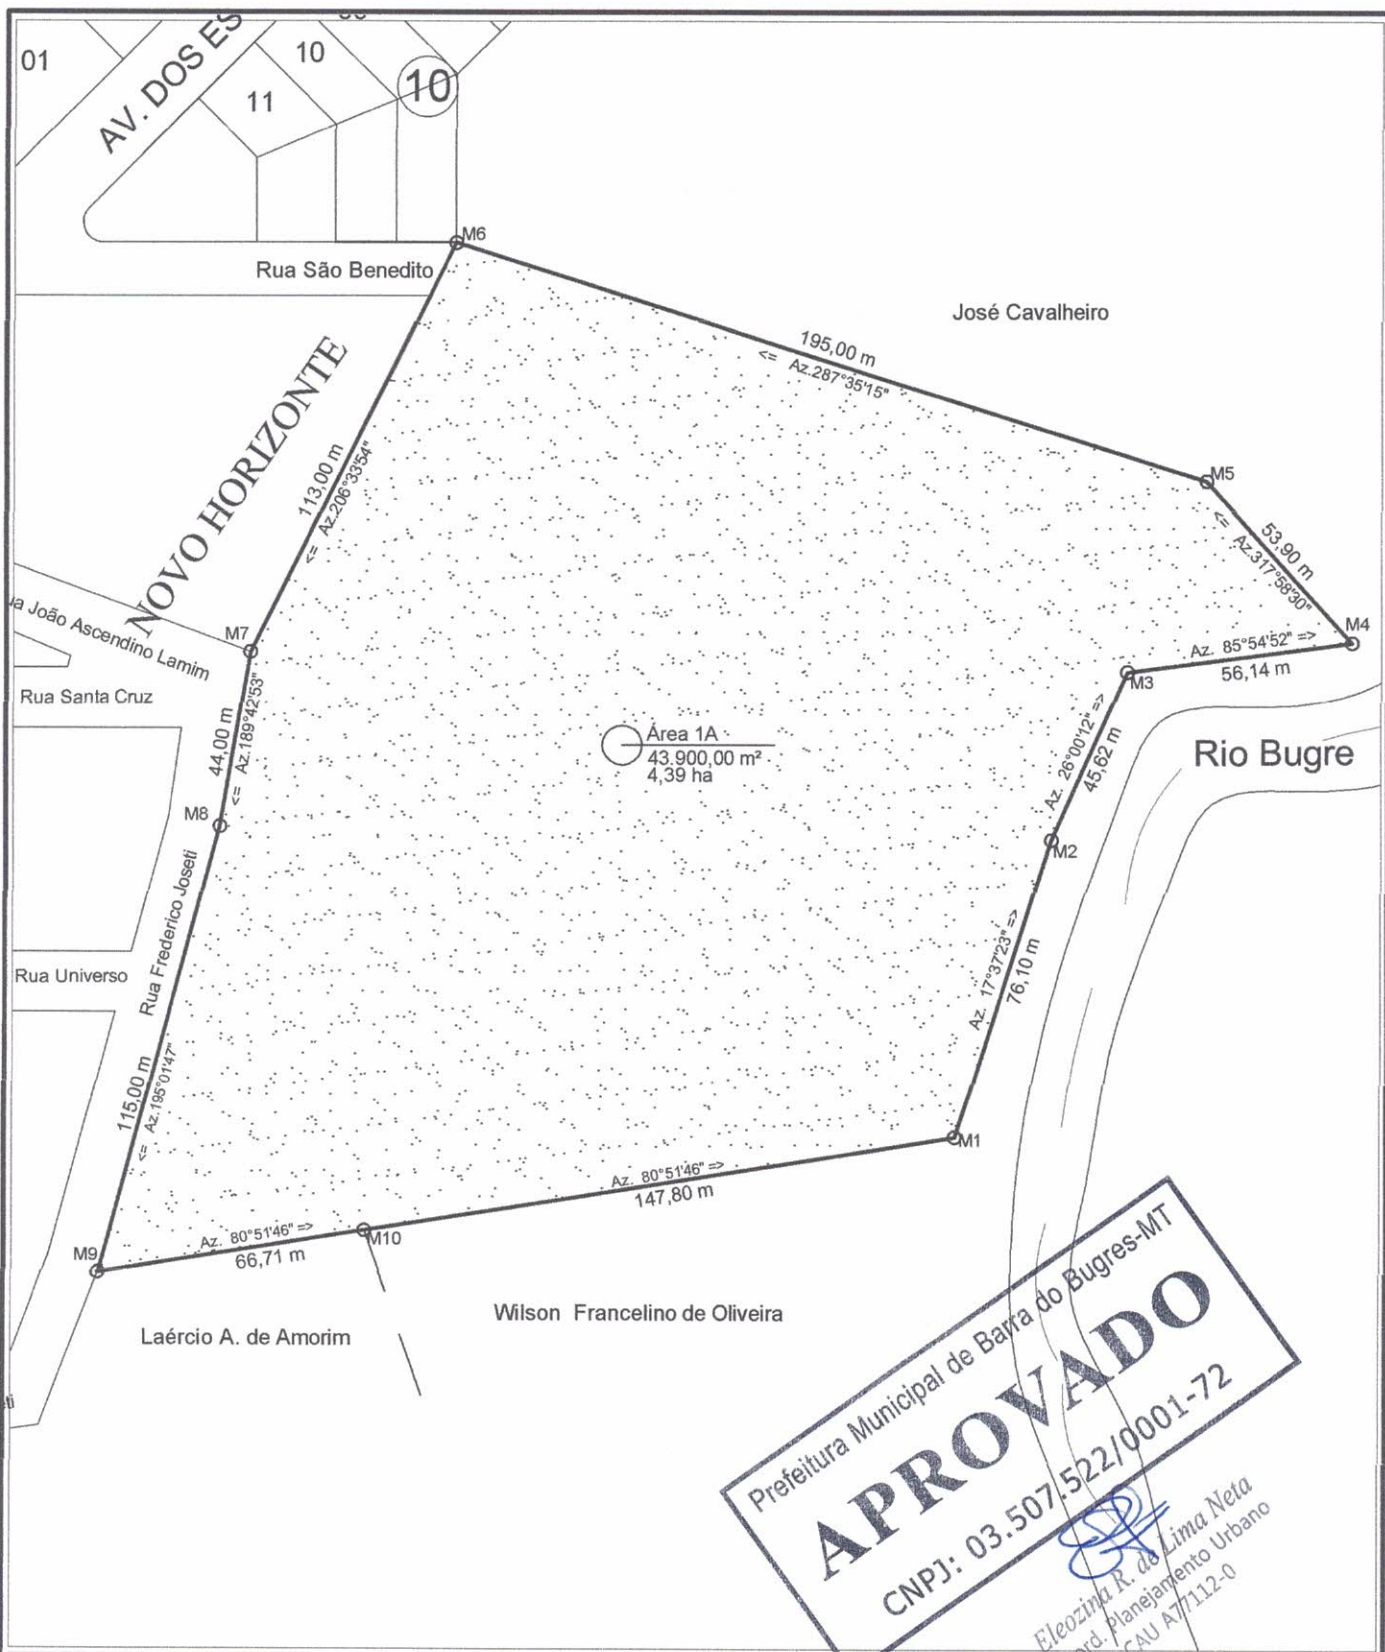 01
AV. DOS ES
10
11
10
M6
Rua São Benedito
José Cavalheiro
195,00 m
<= Az.287°35'15"
NOVO HORIZONTE
113,00 m
<= Az.206°33'54"
M5
53,90 m
<= Az.317°58'30"
M4
Az. 85°54'52" =>
56,14 m
M3
João Ascendino Lamim
M7
Rua Santa Cruz
44,00 m
<= Az.189°42'53"
Área 1A
43.900,00 m²
4,39 ha
Az. 26°00'12" =>
45,62 m
Rio Bugre
M8
M2
Rua Frederico Joseti
Rua Universo
Az. 17°37'23" =>
76,10 m
115,00 m
<= Az.195°01'47"
M1
Az. 80°51'46" =>
147,80 m
M9
Az. 80°51'46" =>
66,71 m
M10
Laércio A. de Amorim
Wilson Francelino de Oliveira
Prefeitura Municipal de Barra do Bugres-MT
APROVADO
CNPJ: 03.507.522/0001-72
Eleozina R. de Lima Neta
ord. Planejamento Urbano
CAU A77112-0